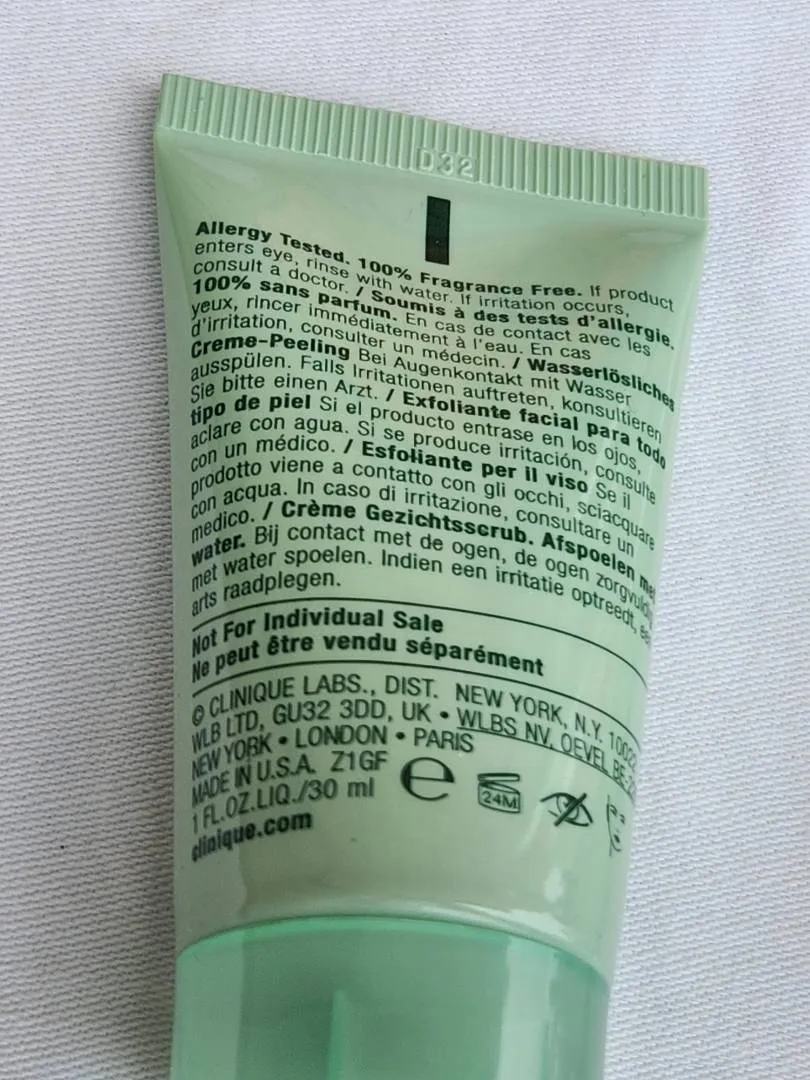 D32
Allergy Tested. 100% Fragrance Free. If product
enters eye, rinse with water. If irritation occurs,
consult a doctor. / Soumis à des tests d'allergie.
100% sans parfum. En cas de contact avec les
yeux, rincer immédiatement à l'eau. En cas
d'irritation, consulter un médecin. / Wasserlösliches
Creme-Peeling Bei Augenkontakt mit Wasser
ausspülen. Falls Irritationen auftreten, konsultieren
Sie bitte einen Arzt. / Exfoliante facial para todo
tipo de piel Si el producto entrase en los ojos,
aclare con agua. Si se produce irritación, consulte
con un médico. / Esfoliante per il viso Se il
prodotto viene a contatto con gli occhi, sciacquare
con acqua. In caso di irritazione, consultare un
medico. / Crème Gezichtsscrub. Afspoelen met
water. Bij contact met de ogen, de ogen zorgvuldig
met water spoelen. Indien een irritatie optreedt,
arts raadplegen.
Not For Individual Sale
Ne peut être vendu séparément
© CLINIQUE LABS., DIST. NEW YORK, N.Y. 10022
WLB LTD, GU32 3DD, UK • WLBS NV, OEVEL BE-
NEW YORK • LONDON • PARIS
MADE IN U.S.A. Z1GF
1 FL.OZ.LIQ./30 ml e 24M
clinique.com